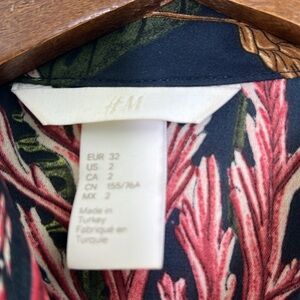 H&M
EUR 32
US 2
CA 2
CN 155/76A
MX 2
Made in
Turkey
Fabriqué en
Turquie